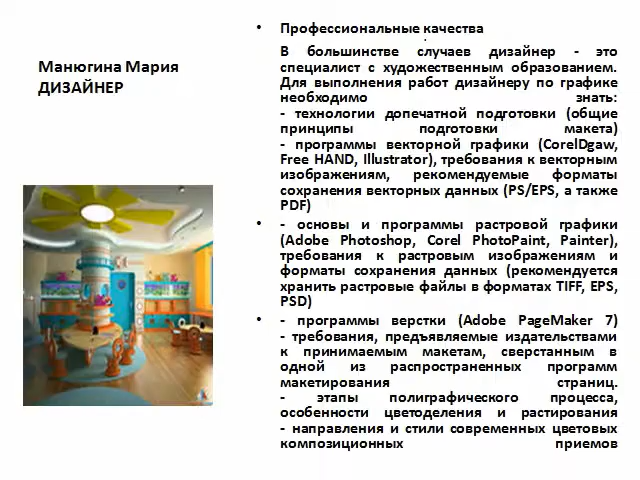 Манюгина Мария
ДИЗАЙНЕР
• Профессиональные качества
.
В большинстве случаев дизайнер - это
специалист с художественным образованием.
Для выполнения работ дизайнеру по графике
необходимо знать:
- технологии допечатной подготовки (общие
принципы подготовки макета)
- программы векторной графики (CorelDgaw,
Free HAND, Illustrator), требования к векторным
изображениям, рекомендуемые форматы
сохранения векторных данных (PS/EPS, а также
PDF)
• - основы и программы растровой графики
(Adobe Photoshop, Corel PhotoPaint, Painter),
требования к растровым изображениям и
форматы сохранения данных (рекомендуется
хранить растровые файлы в форматах TIFF, EPS,
PSD)
• - программы верстки (Adobe PageMaker 7)
- требования, предъявляемые издательствами
к принимаемым макетам, сверстанным в
одной из распространенных программ
макетирования страниц.
- этапы полиграфического процесса,
особенности цветоделения и растирования
- направления и стили современных цветовых
композиционных приемов